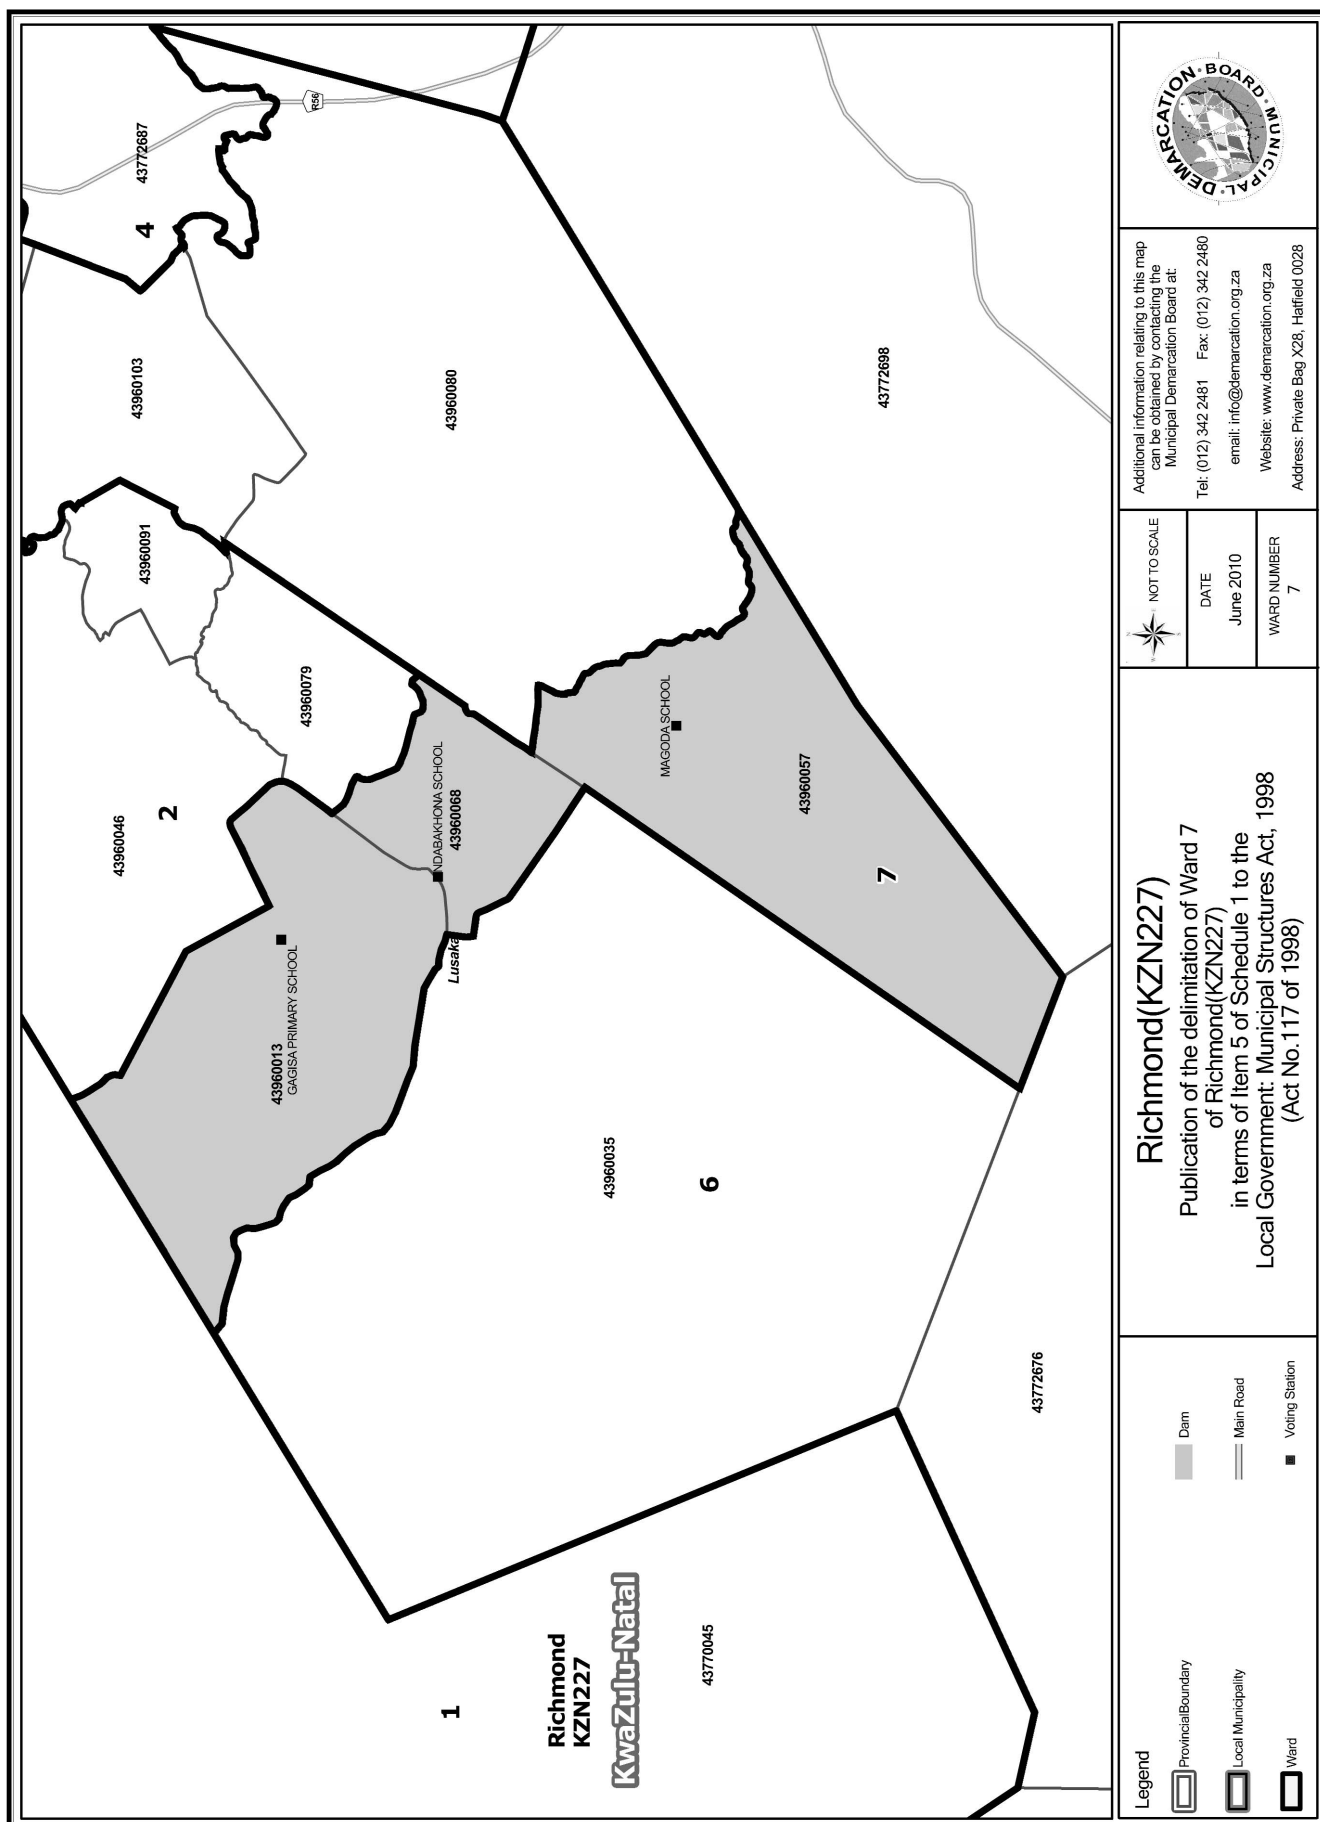 43772687
4
R56
43960103
43960080
43772698
43960091
43960079
43960046
2
NDABAKHONA SCHOOL
43960068
MAGODA SCHOOL
43960057
7
43960013
GAGISA PRIMARY SCHOOL
Lusaka
43960035
6
43772676
1
Richmond
KZN227
KwaZulu-Natal
43770045
Legend
ProvincialBoundary
Local Municipality
Ward
Dam
Main Road
Voting Station
Richmond(KZN227)
Publication of the delimitation of Ward 7
of Richmond(KZN227)
in terms of Item 5 of Schedule 1 to the
Local Government: Municipal Structures Act, 1998
(Act No.117 of 1998)
N
E
S
W
NOT TO SCALE
DATE
June 2010
WARD NUMBER
7
Additional information relating to this map
can be obtained by contacting the
Municipal Demarcation Board at:
Tel: (012) 342 2481 Fax: (012) 342 2480
email: info@demarcation.org.za
Website: www.demarcation.org.za
Address: Private Bag X28, Hatfield 0028
MUNICIPAL • DEMARCATION • BOARD •